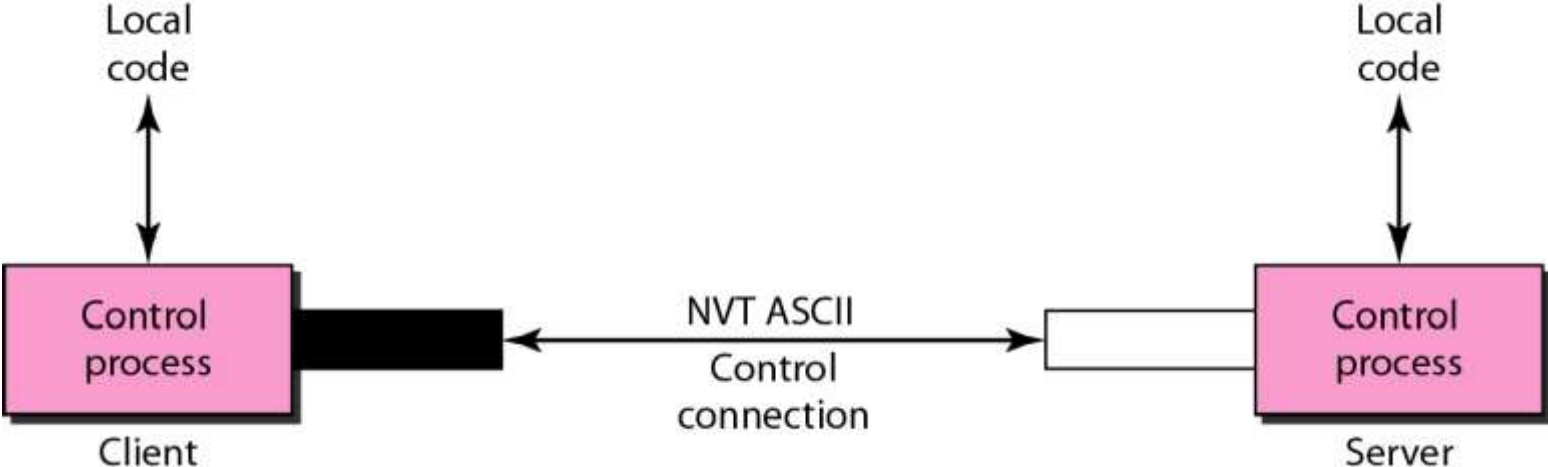 Local
code
Local
code
Control
process
NVT ASCII
Control
connection
Control
process
Client
Server